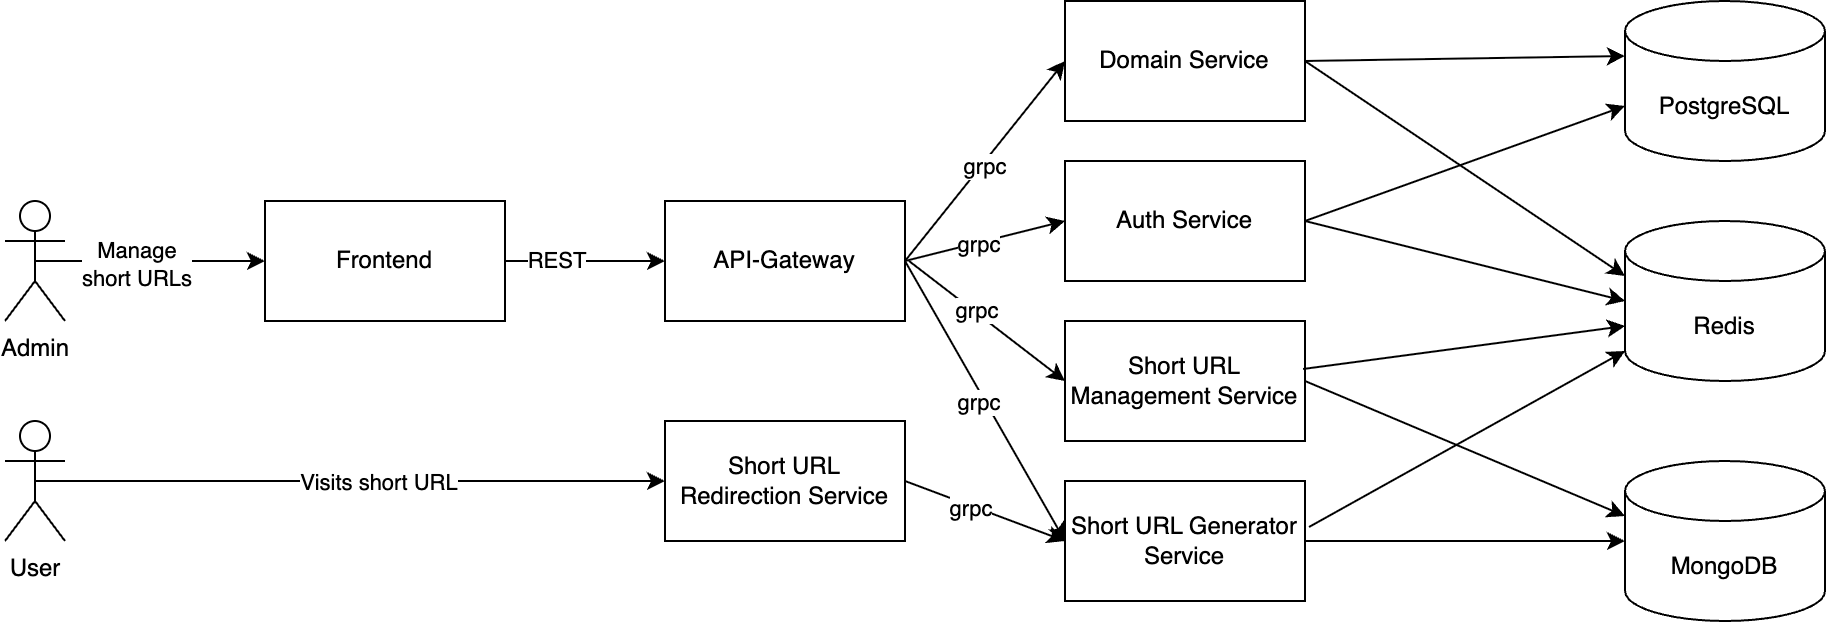 Domain Service
PostgreSQL
grpc
Auth Service
grpc
Manage
short URLs
Frontend
REST
API-Gateway
grpc
Redis
Admin
Short URL
Management Service
grpc
Visits short URL
Short URL
Redirection Service
grpc
Short URL Generator
Service
MongoDB
User